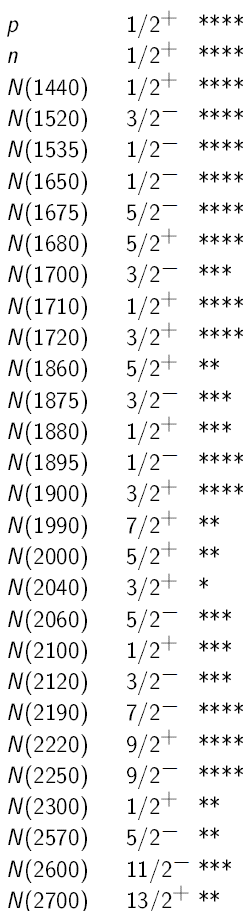 p 1/2+ ****
n 1/2+ ****
N(1440) 1/2+ ****
N(1520) 3/2− ****
N(1535) 1/2− ****
N(1650) 1/2− ****
N(1675) 5/2− ****
N(1680) 5/2+ ****
N(1700) 3/2− ***
N(1710) 1/2+ ****
N(1720) 3/2+ ****
N(1860) 5/2+ **
N(1875) 3/2− ***
N(1880) 1/2+ ***
N(1895) 1/2− ****
N(1900) 3/2+ ****
N(1990) 7/2+ **
N(2000) 5/2+ **
N(2040) 3/2+ *
N(2060) 5/2− ***
N(2100) 1/2+ ***
N(2120) 3/2− ***
N(2190) 7/2− ****
N(2220) 9/2+ ****
N(2250) 9/2− ****
N(2300) 1/2+ **
N(2570) 5/2− **
N(2600) 11/2− ***
N(2700) 13/2+ **